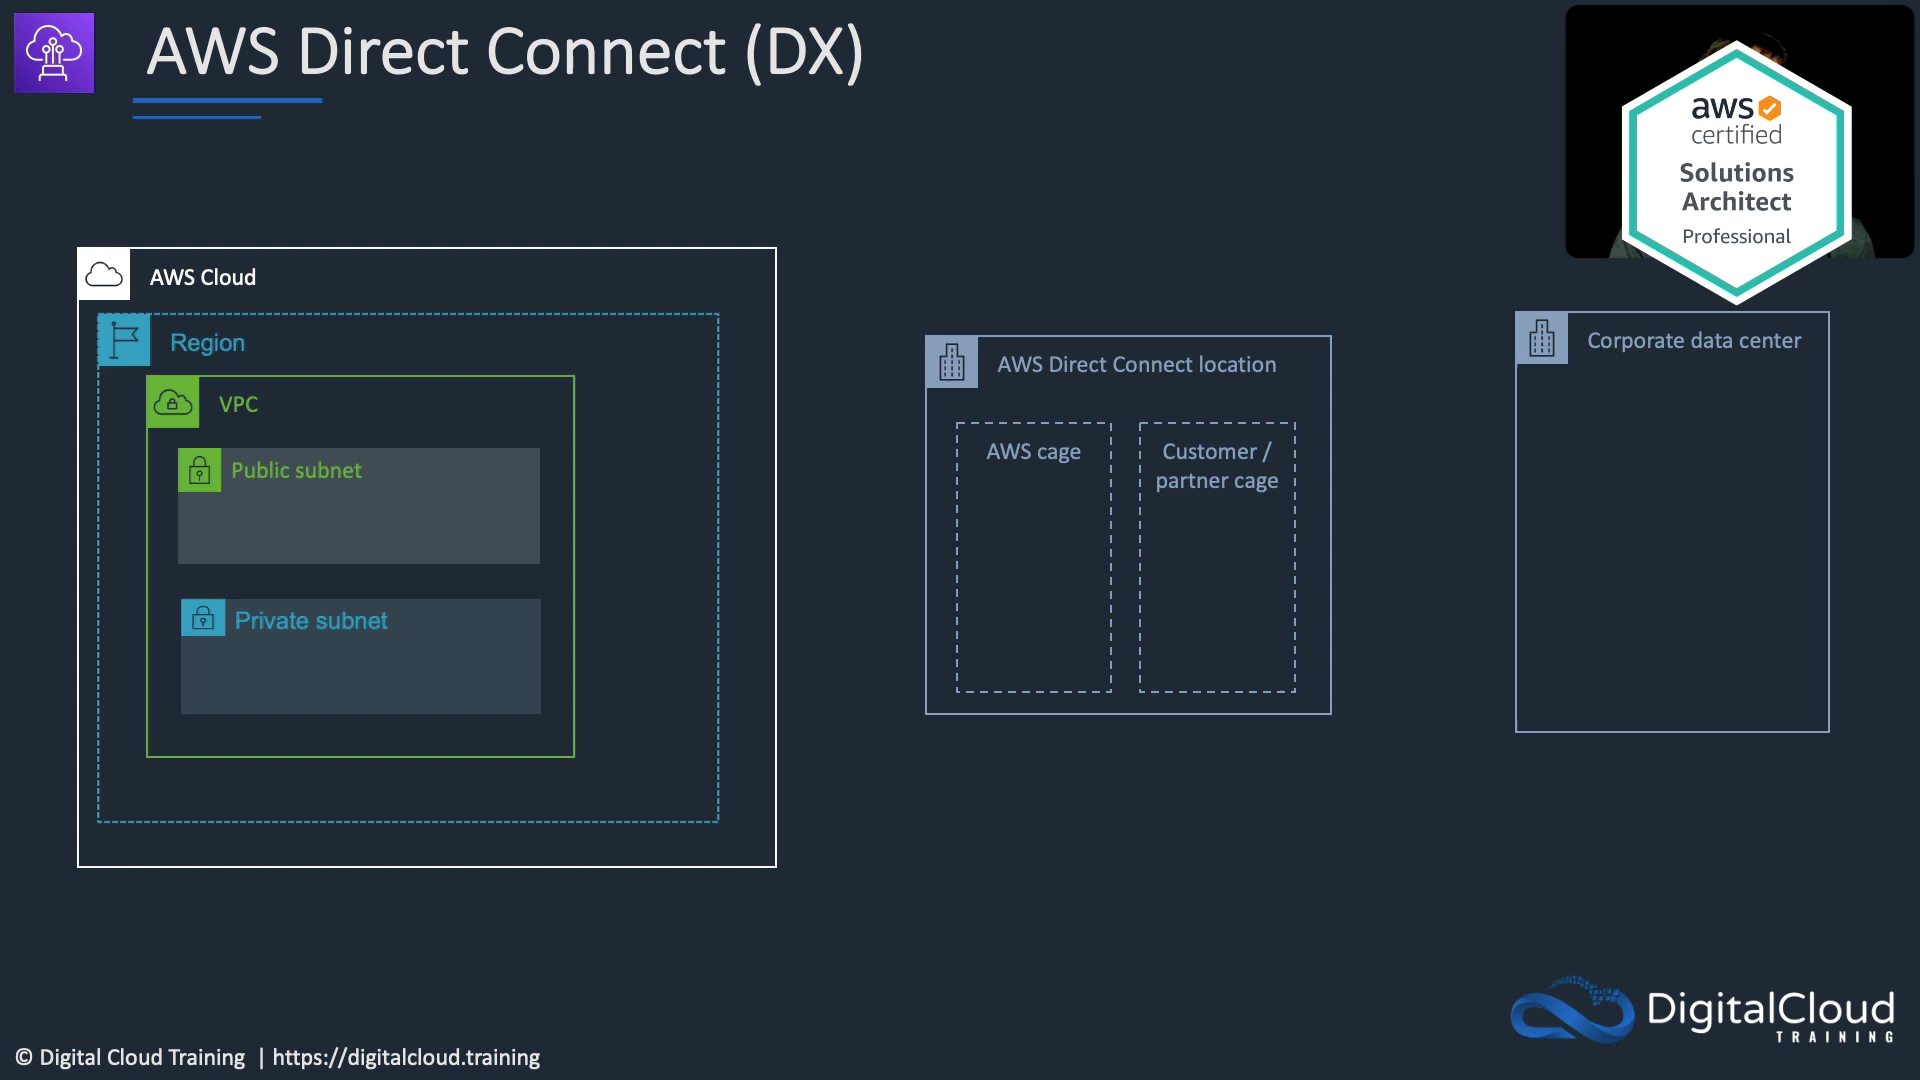 AWS Direct Connect (DX)
aws
certified
Solutions
Architect
Professional
AWS Cloud
Region
VPC
Public subnet
Private subnet
AWS Direct Connect location
AWS cage
Customer /
partner cage
Corporate data center
DigitalCloud
TRAINING
© Digital Cloud Training | https://digitalcloud.training